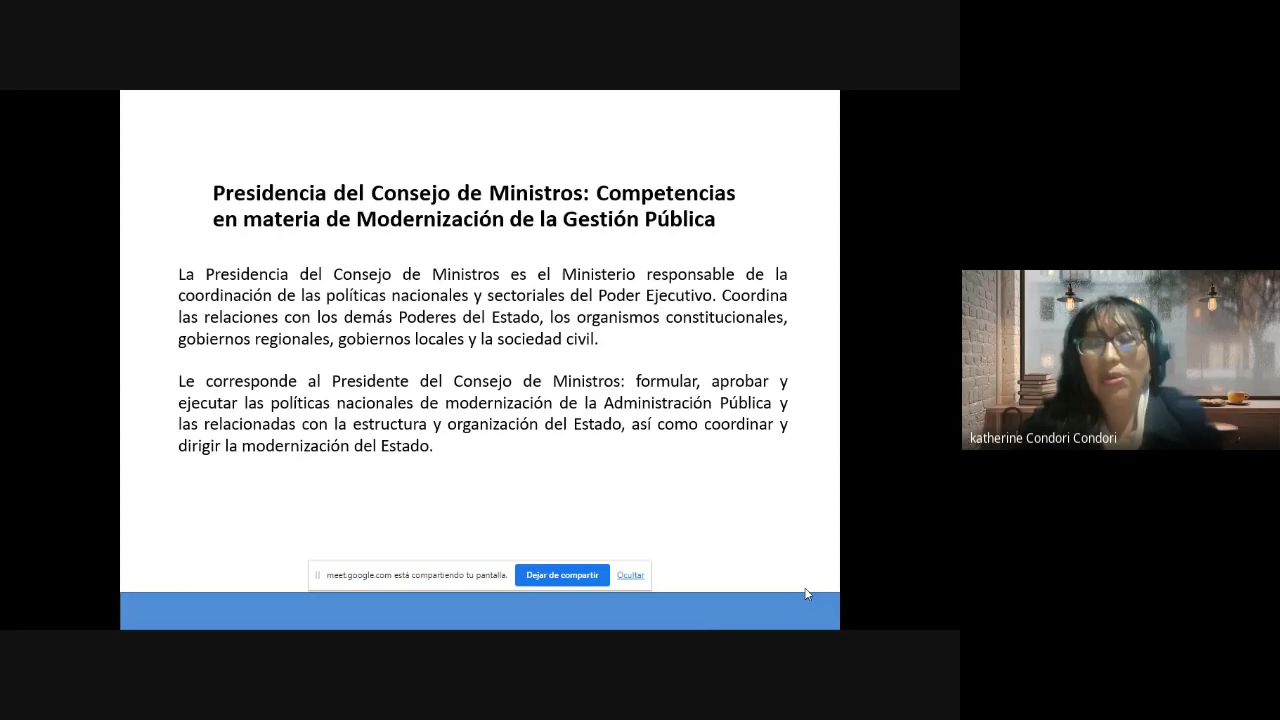 Presidencia del Consejo de Ministros: Competencias
en materia de Modernización de la Gestión Pública
La Presidencia del Consejo de Ministros es el Ministerio responsable de la
coordinación de las políticas nacionales y sectoriales del Poder Ejecutivo. Coordina
las relaciones con los demás Poderes del Estado, los organismos constitucionales,
gobiernos regionales, gobiernos locales y la sociedad civil.
Le corresponde al Presidente del Consejo de Ministros: formular, aprobar y
ejecutar las políticas nacionales de modernización de la Administración Pública y
las relacionadas con la estructura y organización del Estado, así como coordinar y
dirigir la modernización del Estado.
meet.google.com está compartiendo tu pantalla.
Dejar de compartir
Ocultar
katherine Condori Condori